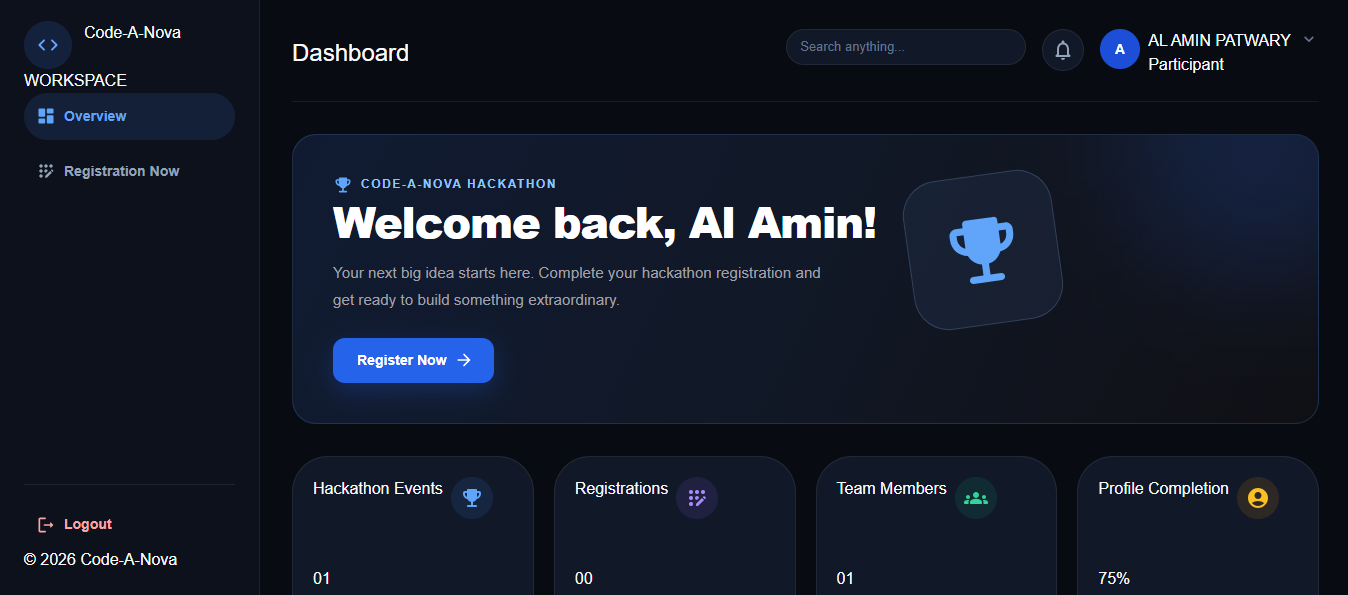 Code-A-Nova
WORKSPACE
Overview
Registration Now
Logout
© 2026 Code-A-Nova
Dashboard
Search anything...
A
AL AMIN PATWARY
Participant
CODE-A-NOVA HACKATHON
Welcome back, Al Amin!
Your next big idea starts here. Complete your hackathon registration and
get ready to build something extraordinary.
Register Now
Hackathon Events
01
Registrations
00
Team Members
01
Profile Completion
75%